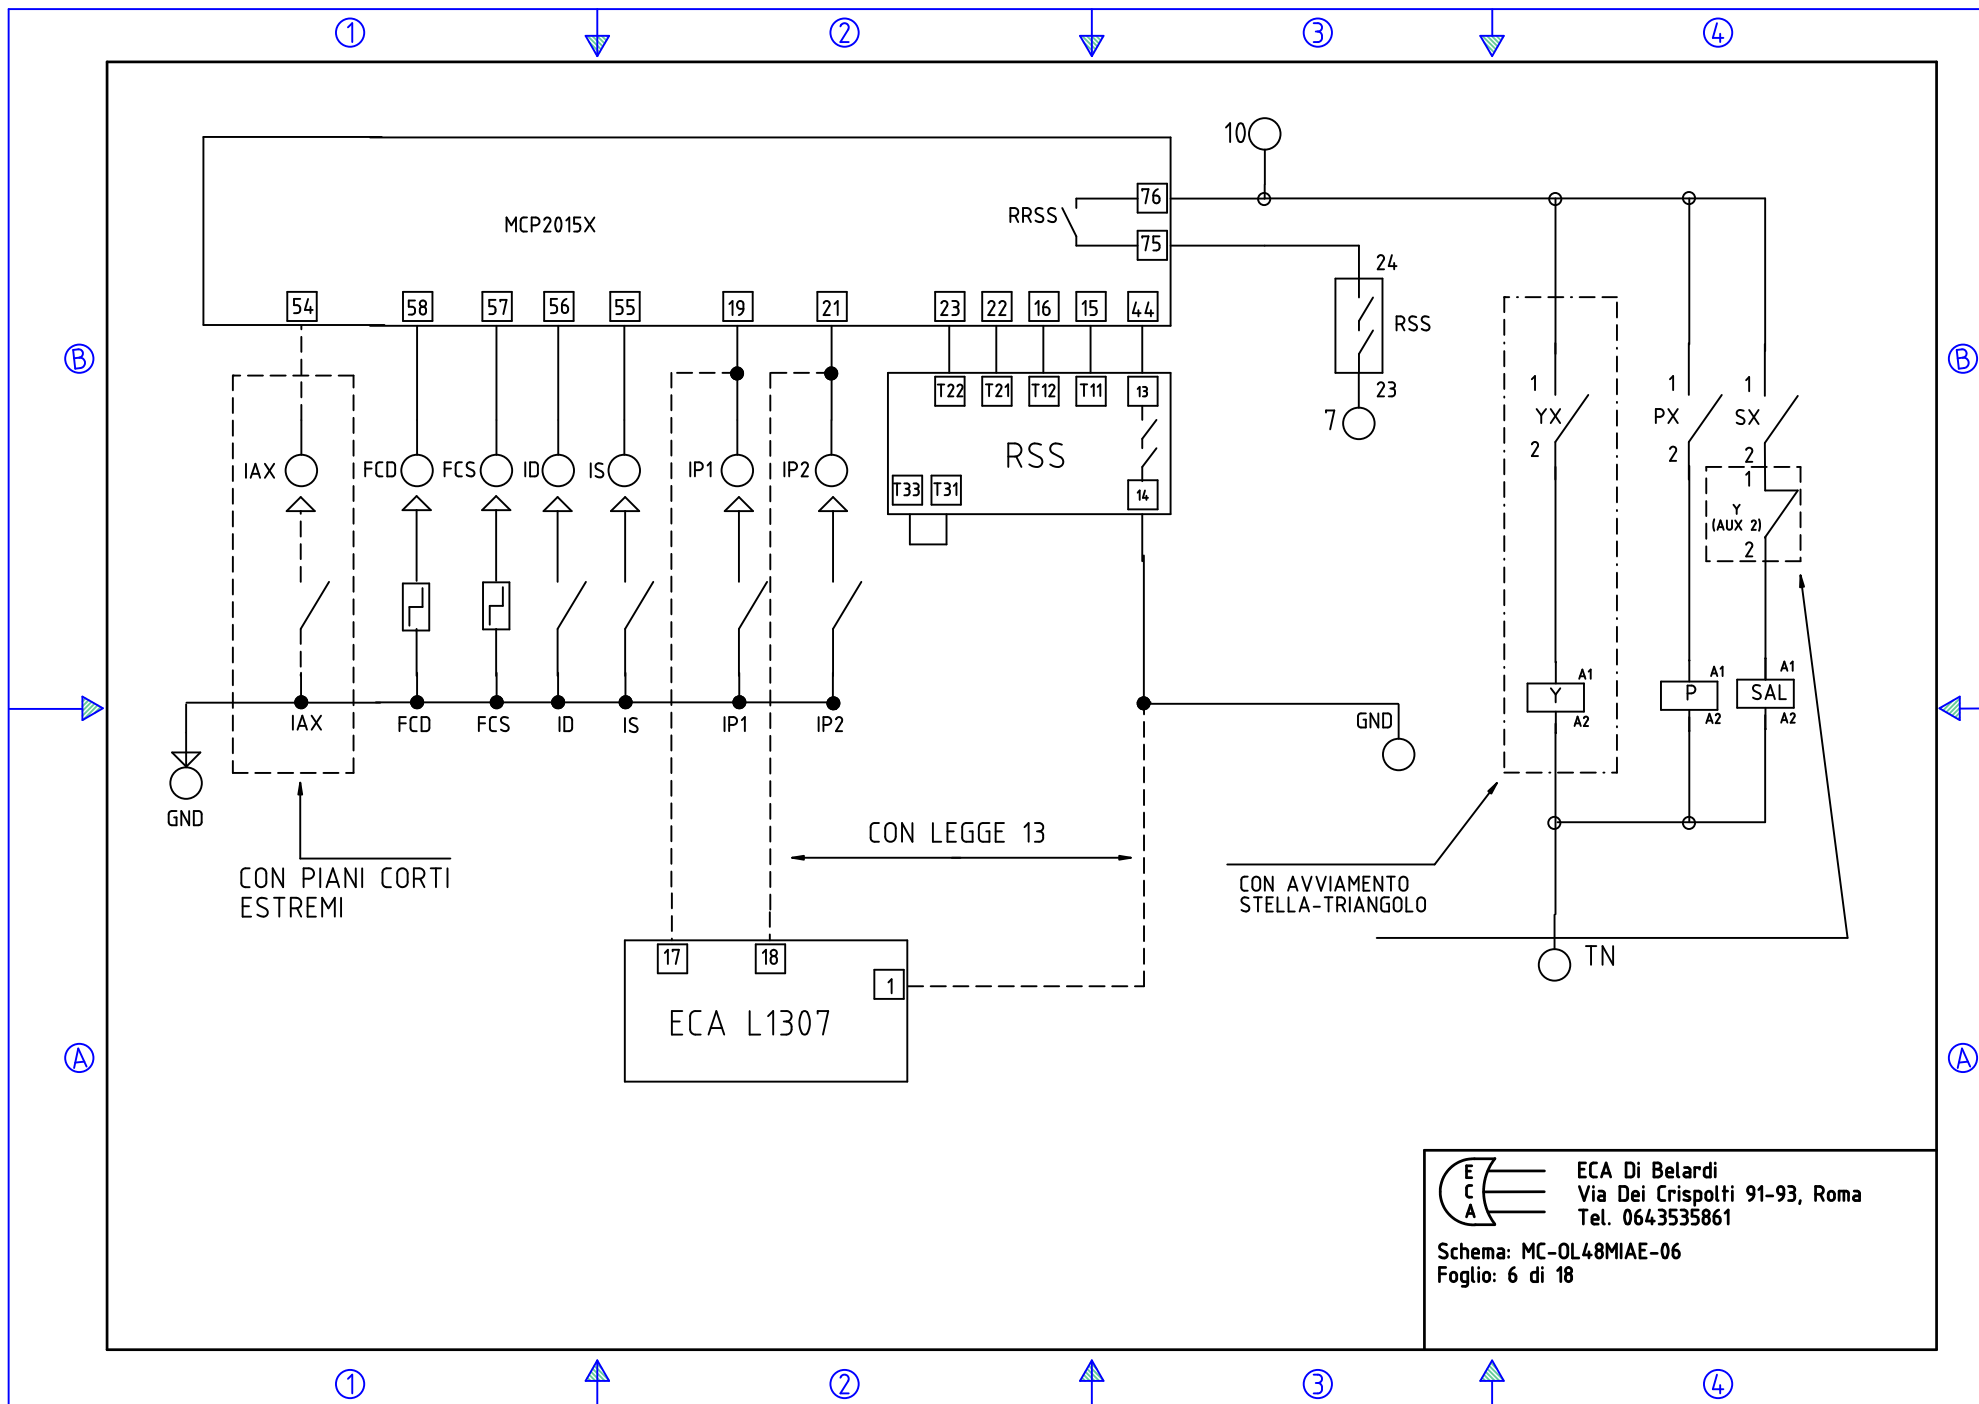 1 2 3 4
10
76
RRSS
MCP2015X
75
24
54 58 57 56 55 19 21 23 22 16 15 44
RSS
B B
23
T22 T21 T12 T11 13
1 1 1
7
YX PX SX
RSS
2 2 2
IAX FCD FCS ID IS IP1 IP2
T33 T31 14
1
Y
(AUX 2)
2
A1 A1 A1
Y P SAL
A2 A2 A2
IAX FCD FCS ID IS IP1 IP2
GND
GND
CON LEGGE 13
CON PIANI CORTI
ESTREMI
CON AVVIAMENTO
STELLA-TRIANGOLO
17 18
TN
1
ECA L1307
A A
E
C
A
ECA Di Belardi
Via Dei Crispolti 91-93, Roma
Tel. 0643535861
Schema: MC-OL48MIAE-06
Foglio: 6 di 18
1 2 3 4